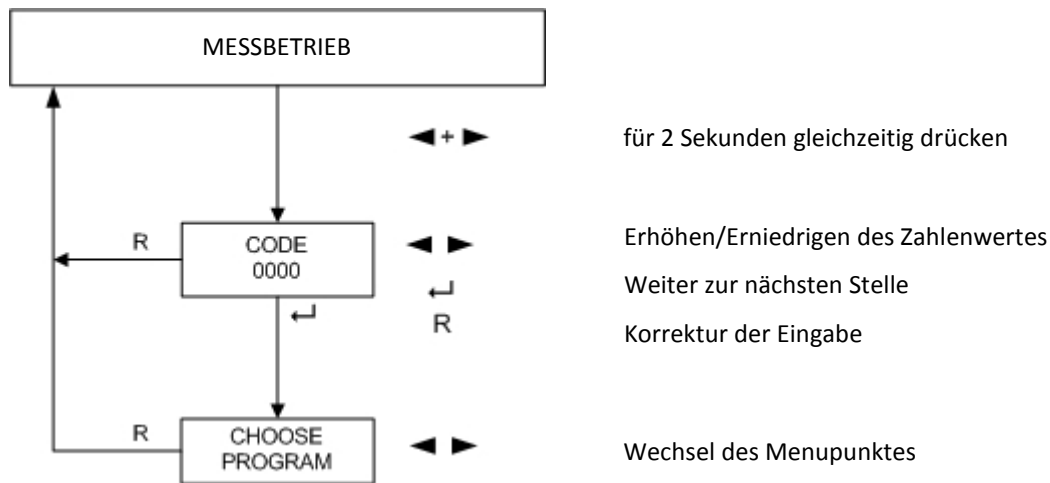 MESSBETRIEB
◄+► für 2 Sekunden gleichzeitig drücken
R CODE ◄ ► Erhöhen/Erniedrigen des Zahlenwertes
0000
↵ ↵ Weiter zur nächsten Stelle
R Korrektur der Eingabe
R CHOOSE ◄ ► Wechsel des Menupunktes
PROGRAM